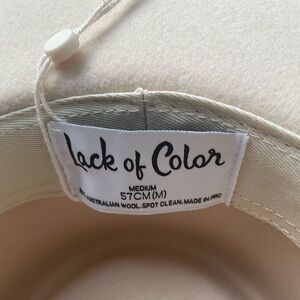 Lack of Color
MEDIUM
57CM(M)
AUSTRALIAN WOOL. SPOT CLEAN. MADE IN PRC